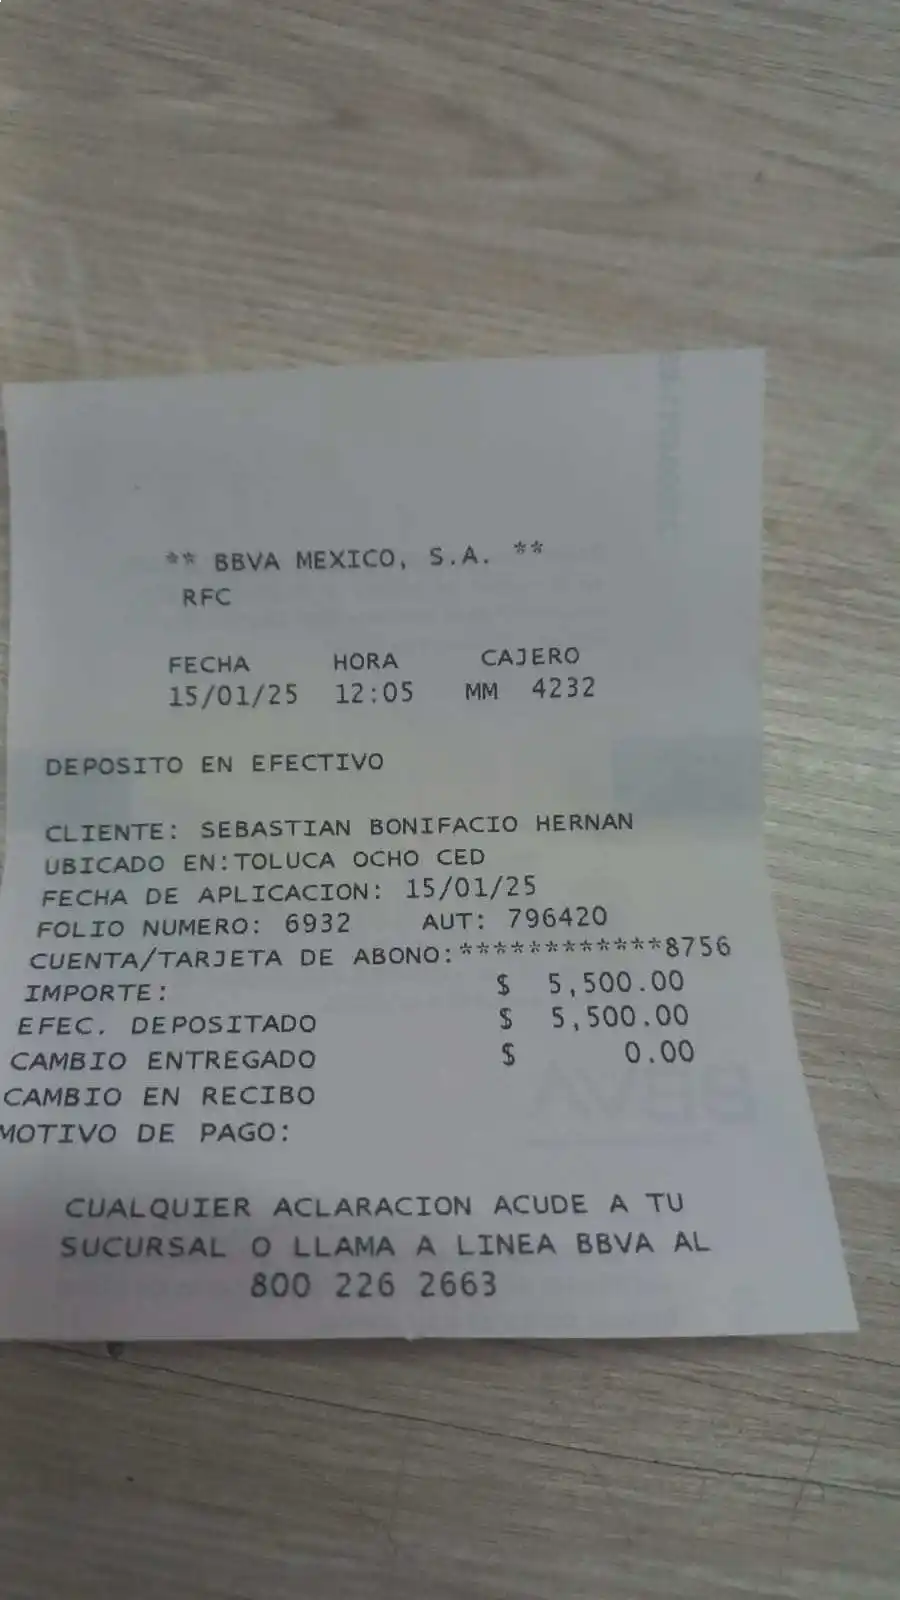 ** BBVA MEXICO, S.A. **
RFC
FECHA HORA CAJERO
15/01/25 12:05 MM 4232
DEPOSITO EN EFECTIVO
CLIENTE: SEBASTIAN BONIFACIO HERNAN
UBICADO EN:TOLUCA OCHO CED
FECHA DE APLICACION: 15/01/25
FOLIO NUMERO: 6932 AUT: 796420
CUENTA/TARJETA DE ABONO:************8756
IMPORTE: $ 5,500.00
EFEC. DEPOSITADO $ 5,500.00
CAMBIO ENTREGADO $ 0.00
CAMBIO EN RECIBO
MOTIVO DE PAGO:
CUALQUIER ACLARACION ACUDE A TU
SUCURSAL O LLAMA A LINEA BBVA AL
800 226 2663